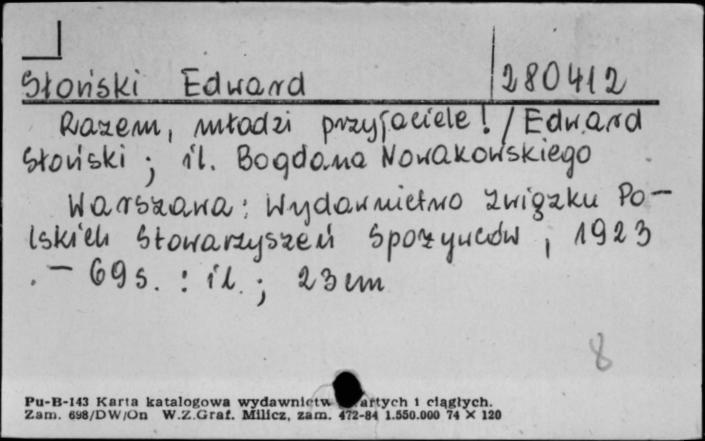 Słoński Edward 280412
Razem, młodzi przyjaciele! / Edward
Słoński ; il. Bogdana Nowakowskiego
Warszawa : Wydawnictwo Związku Po-
lskich Stowarzyszeń Spożywców, 1923
. - 69 s. : il. ; 23 cm
8
Pu-B-143 Karta katalogowa wydawnictw artych i ciągłych.
Zam. 698/DW/On W.Z.Graf. Milicz, zam. 472-84 1.550.000 74 × 120